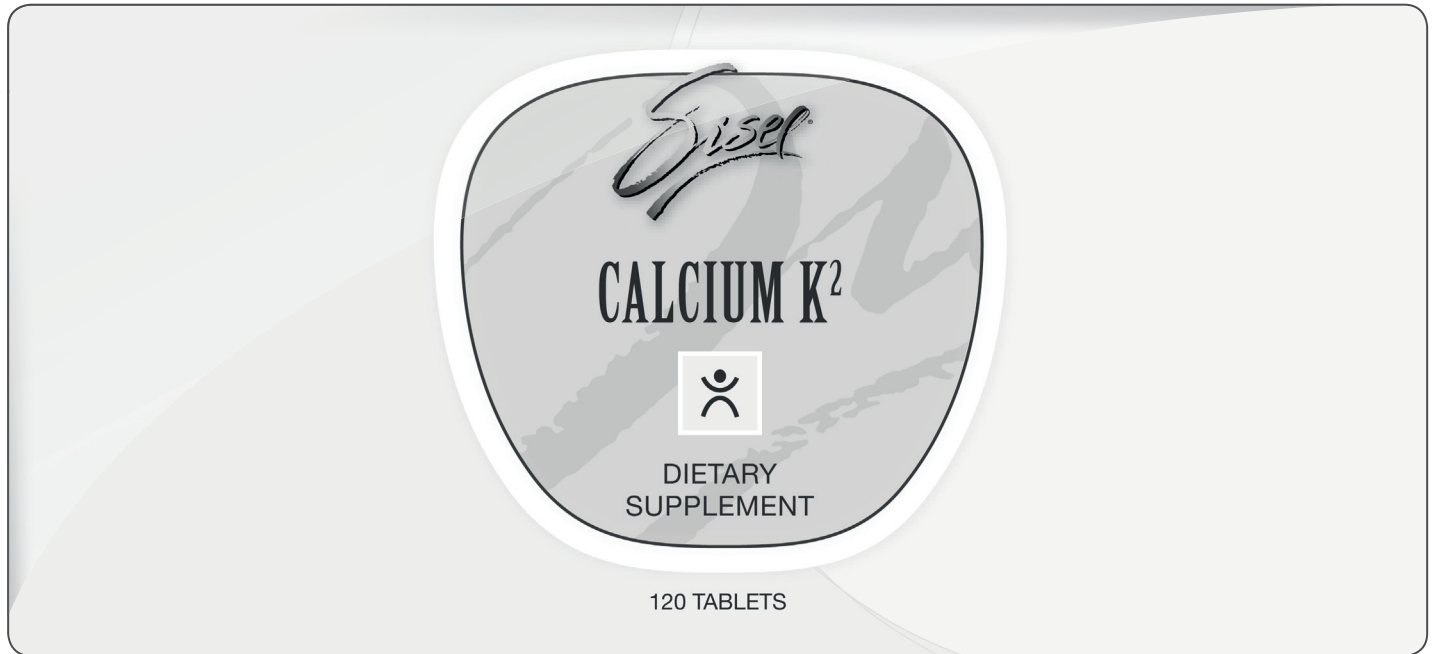 Sisel®
CALCIUM K²
DIETARY
SUPPLEMENT
120 TABLETS